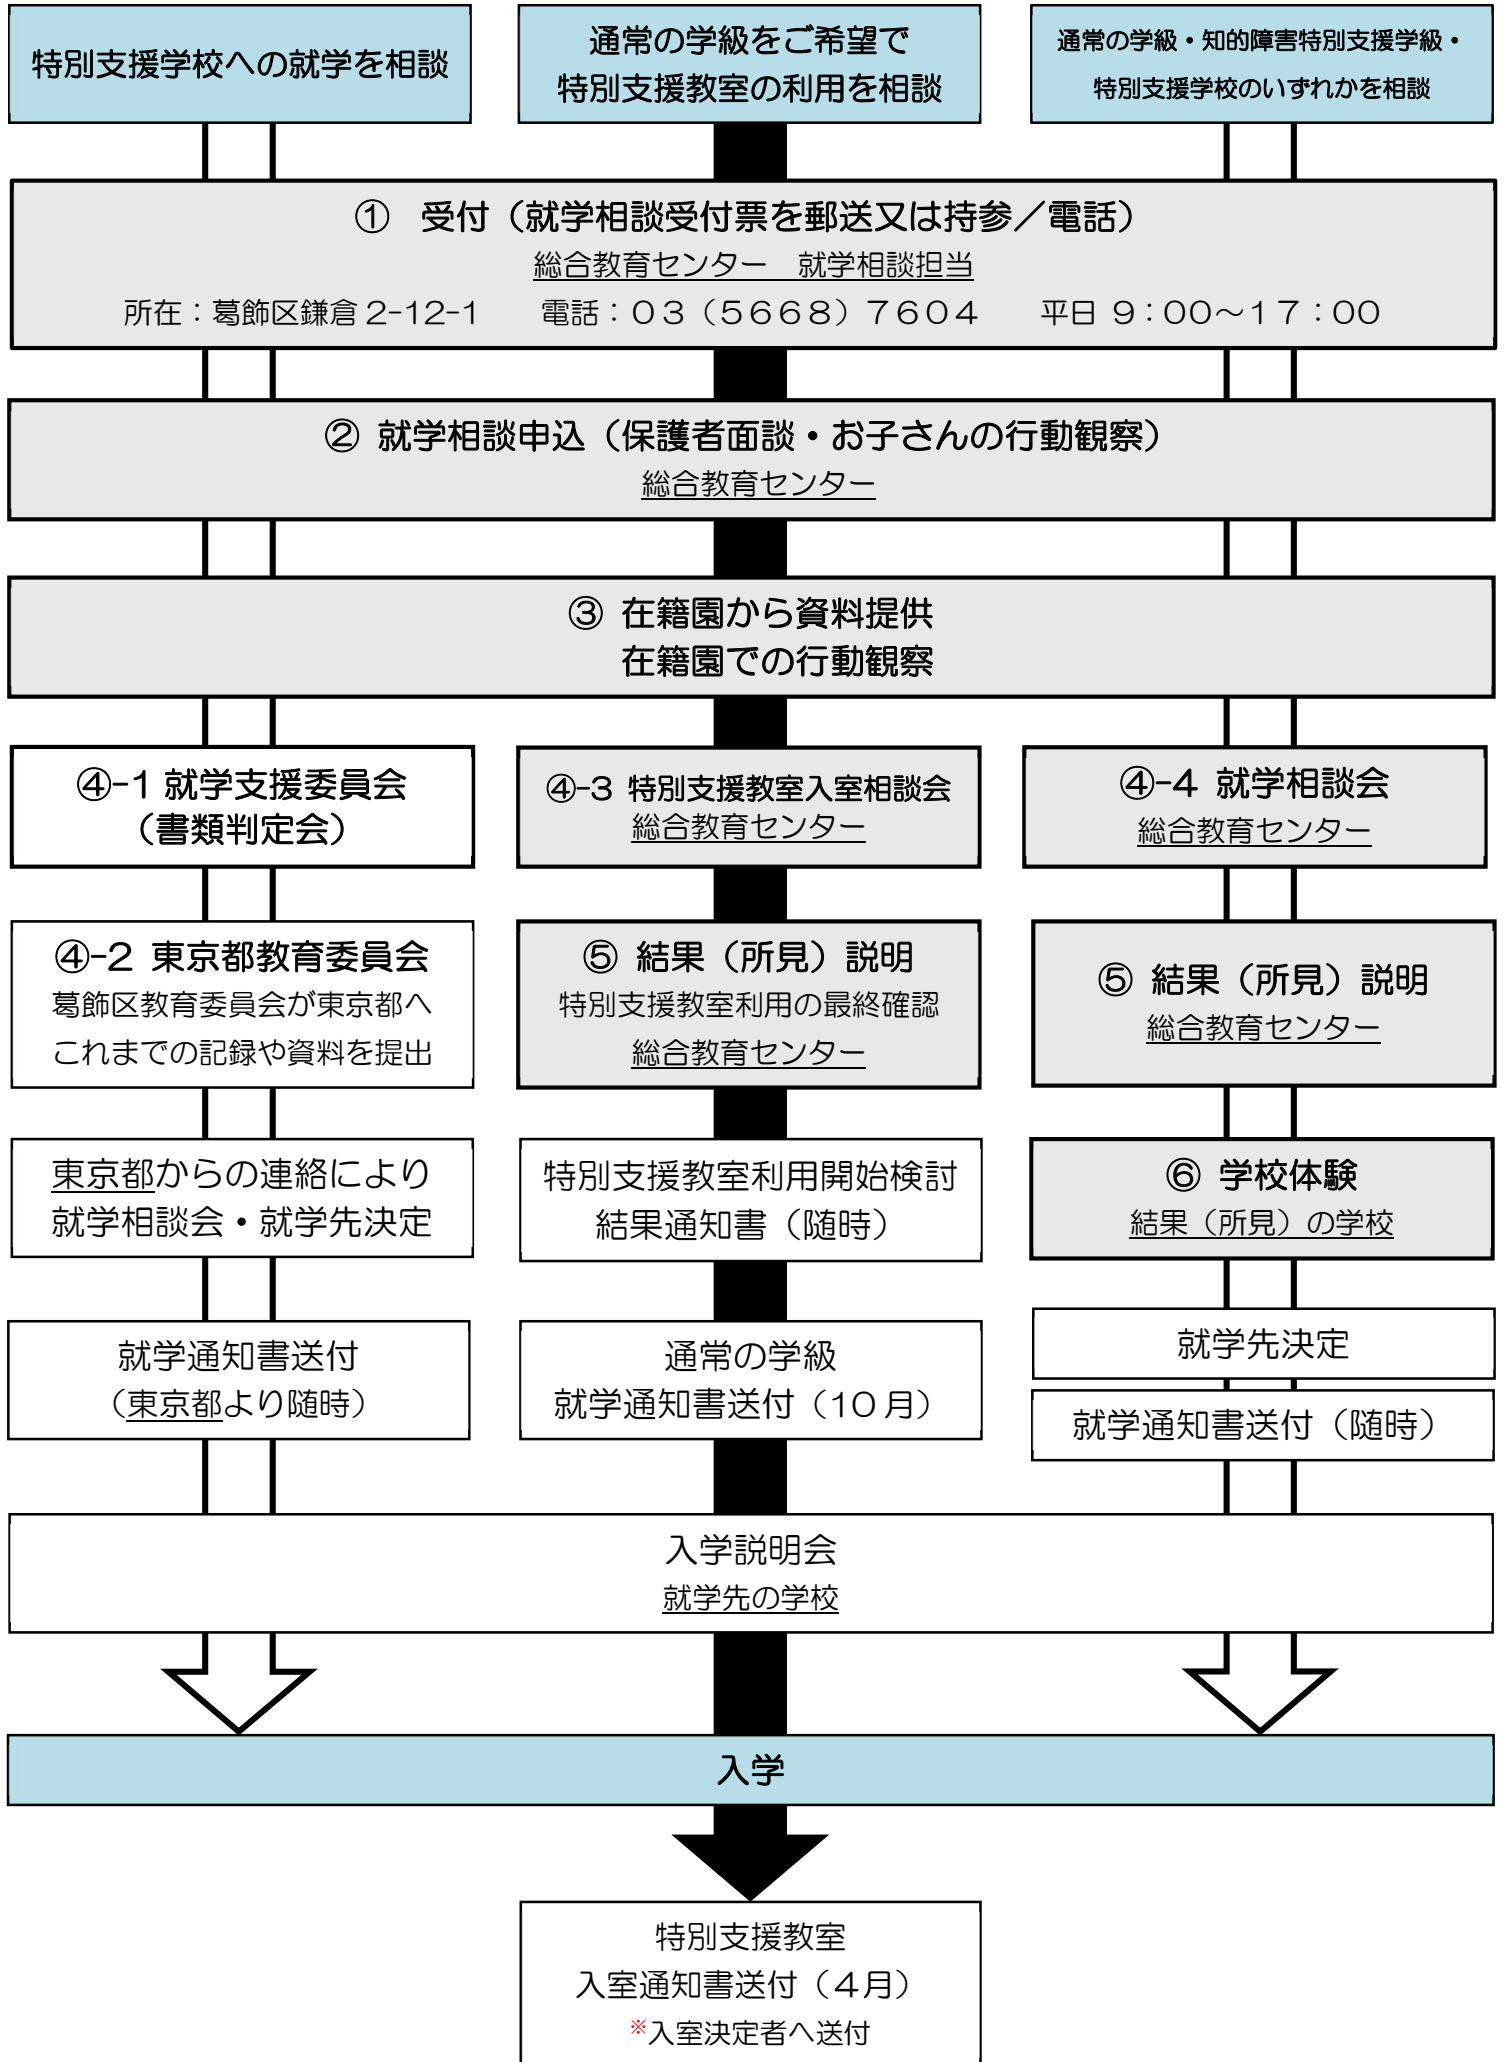 特別支援学校への就学を相談
通常の学級をご希望で
特別支援教室の利用を相談
通常の学級・知的障害特別支援学級・
特別支援学校のいずれかを相談
①　受付（就学相談受付票を郵送又は持参／電話）
総合教育センター　就学相談担当
所在：葛飾区鎌倉 2-12-1　　電話：０３（５６６８）７６０４　　平日 ９：００～１７：００
② 就学相談申込（保護者面談・お子さんの行動観察）
総合教育センター
③ 在籍園から資料提供
在籍園での行動観察
④-1 就学支援委員会
（書類判定会）
④-3 特別支援教室入室相談会
総合教育センター
④-4 就学相談会
総合教育センター
④-2 東京都教育委員会
葛飾区教育委員会が東京都へ
これまでの記録や資料を提出
⑤ 結果（所見）説明
特別支援教室利用の最終確認
総合教育センター
⑤ 結果（所見）説明
総合教育センター
東京都からの連絡により
就学相談会・就学先決定
特別支援教室利用開始検討
結果通知書（随時）
⑥ 学校体験
結果（所見）の学校
就学通知書送付
（東京都より随時）
通常の学級
就学通知書送付（10 月）
就学先決定
就学通知書送付（随時）
入学説明会
就学先の学校
入学
特別支援教室
入室通知書送付（４月）
※入室決定者へ送付